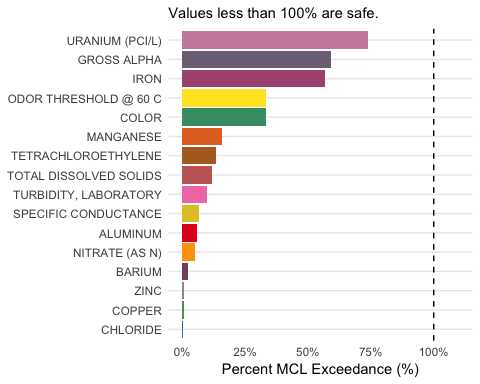 Values less than 100% are safe.
URANIUM (PCI/L)
GROSS ALPHA
IRON
ODOR THRESHOLD @ 60 C
COLOR
MANGANESE
TETRACHLOROETHYLENE
TOTAL DISSOLVED SOLIDS
TURBIDITY, LABORATORY
SPECIFIC CONDUCTANCE
ALUMINUM
NITRATE (AS N)
BARIUM
ZINC
COPPER
CHLORIDE
0% 25% 50% 75% 100%
Percent MCL Exceedance (%)